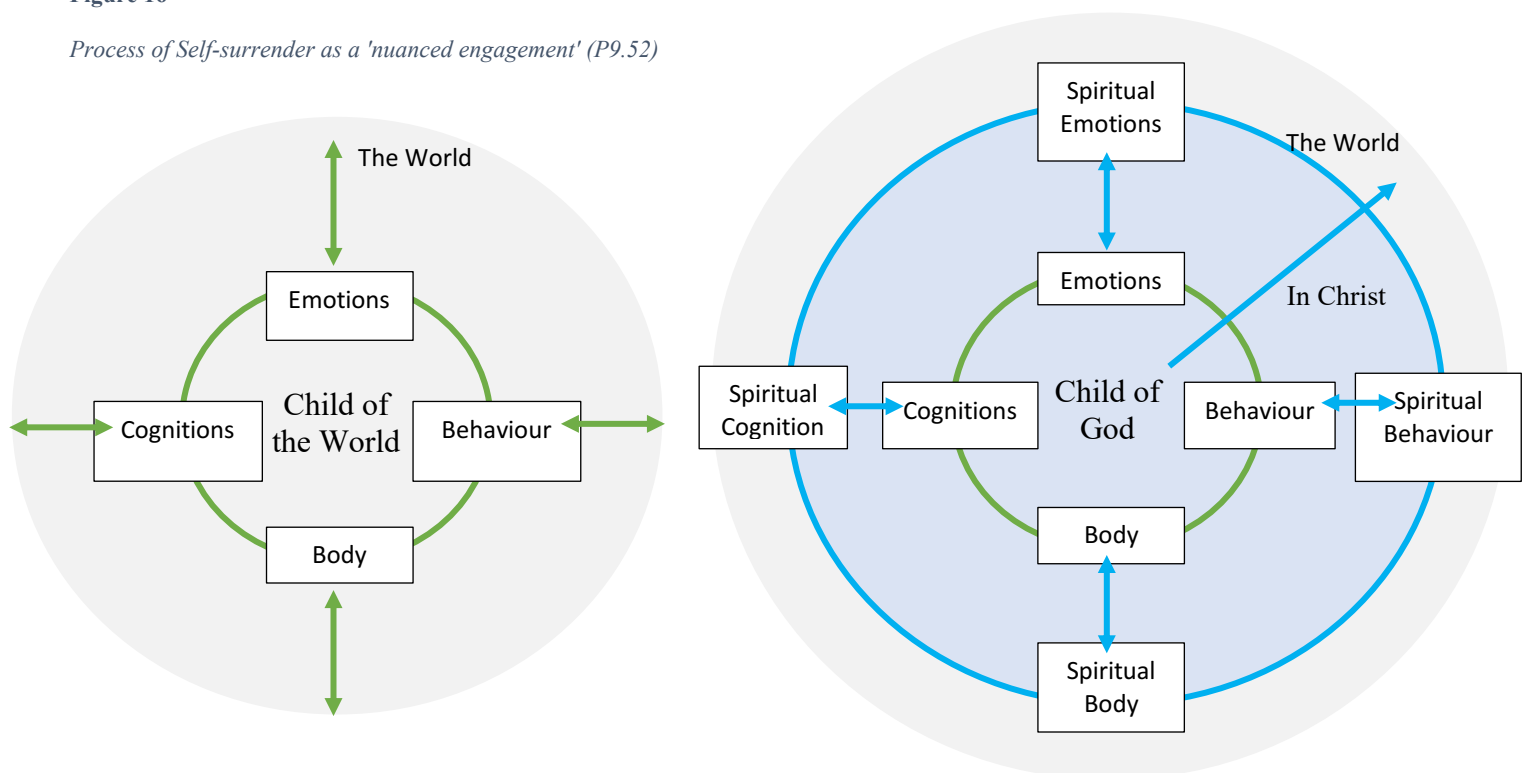 Process of Self-surrender as a 'nuanced engagement' (P9.52)
The World
Emotions
Cognitions
Child of
the World
Behaviour
Body
Spiritual
Emotions
The World
Emotions
In Christ
Spiritual
Cognition
Cognitions
Child of
God
Behaviour
Spiritual
Behaviour
Body
Spiritual
Body